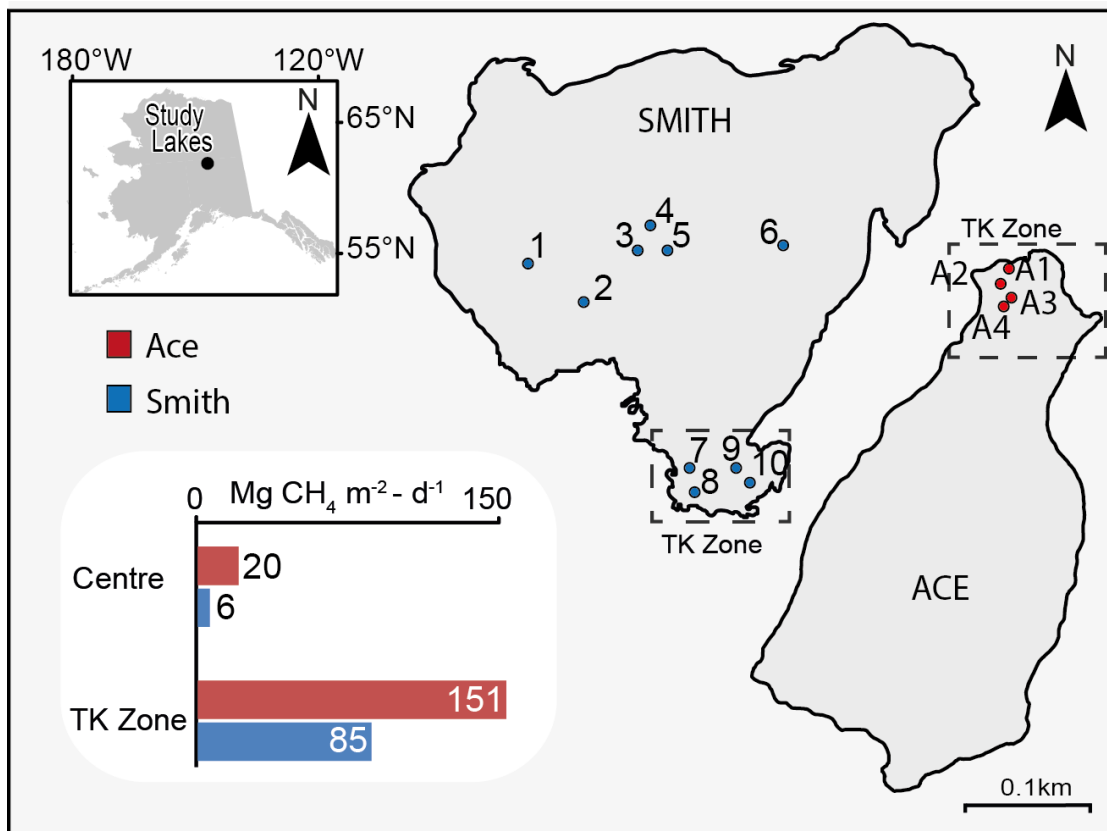 180°W
120°W
N
Study
Lakes
65°N
55°N
Ace
Smith
SMITH
N
1
2
3
4
5
6
TK Zone
A1
A2
A3
A4
7
8
9
10
TK Zone
ACE
0 Mg CH₄ m⁻² - d⁻¹ 150
Centre
20
6
TK Zone
151
85
0.1km